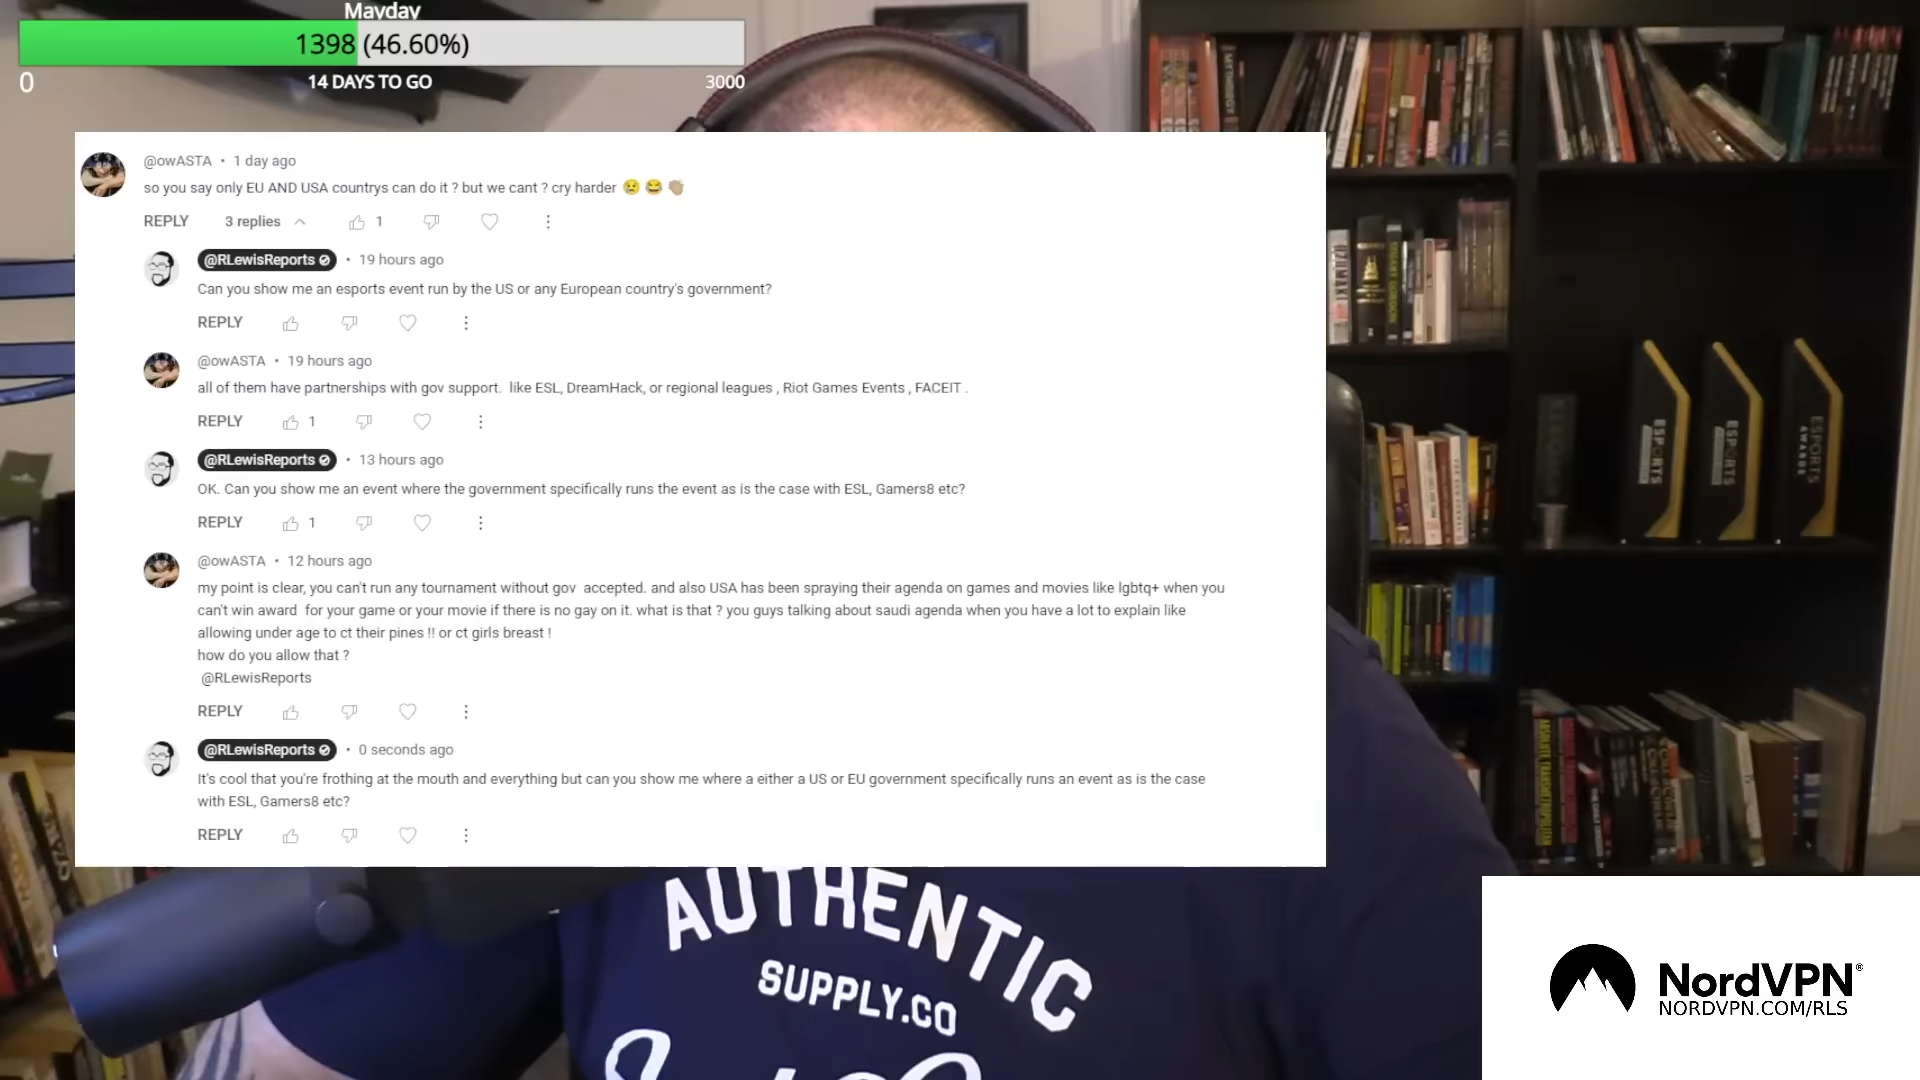 Mayday
1398 (46.60%)
0
14 DAYS TO GO
3000
@owASTA • 1 day ago
so you say only EU AND USA countrys can do it ? but we cant ? cry harder 😢 😂 👏🏽
REPLY 3 replies 1
@RLewisReports • 19 hours ago
Can you show me an esports event run by the US or any European country's government?
REPLY
@owASTA • 19 hours ago
all of them have partnerships with gov support. like ESL, DreamHack, or regional leagues , Riot Games Events , FACEIT .
REPLY 1
@RLewisReports • 13 hours ago
OK. Can you show me an event where the government specifically runs the event as is the case with ESL, Gamers8 etc?
REPLY 1
@owASTA • 12 hours ago
my point is clear, you can't run any tournament without gov accepted. and also USA has been spraying their agenda on games and movies like lgbtq+ when you
can't win award for your game or your movie if there is no gay on it. what is that ? you guys talking about saudi agenda when you have a lot to explain like
allowing under age to ct their pines !! or ct girls breast !
how do you allow that ?
@RLewisReports
REPLY
@RLewisReports • 0 seconds ago
It's cool that you're frothing at the mouth and everything but can you show me where a either a US or EU government specifically runs an event as is the case
with ESL, Gamers8 etc?
REPLY
ESPORTS
ESPORTS
ESPORTS
AWARDS
AUTHENTIC
SUPPLY.CO
NordVPN®
NORDVPN.COM/RLS